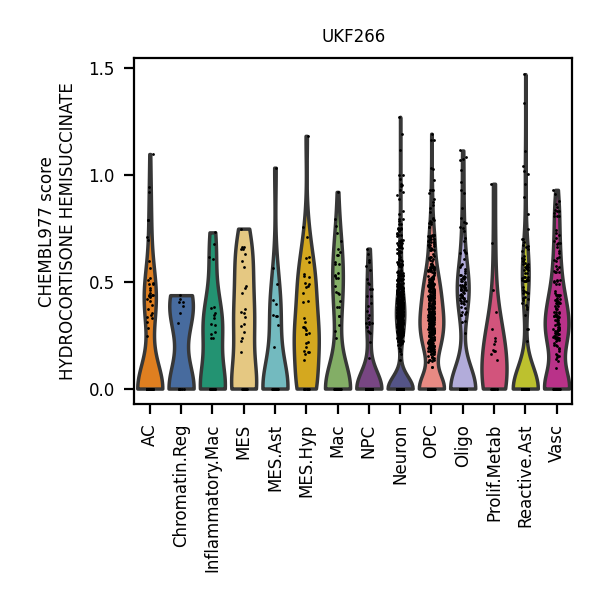 UKF266
CHEMBL977 score
HYDROCORTISONE HEMISUCCINATE
1.5
1.0
0.5
0.0
AC
Chromatin.Reg
Inflammatory.Mac
MES
MES.Ast
MES.Hyp
Mac
NPC
Neuron
OPC
Oligo
Prolif.Metab
Reactive.Ast
Vasc